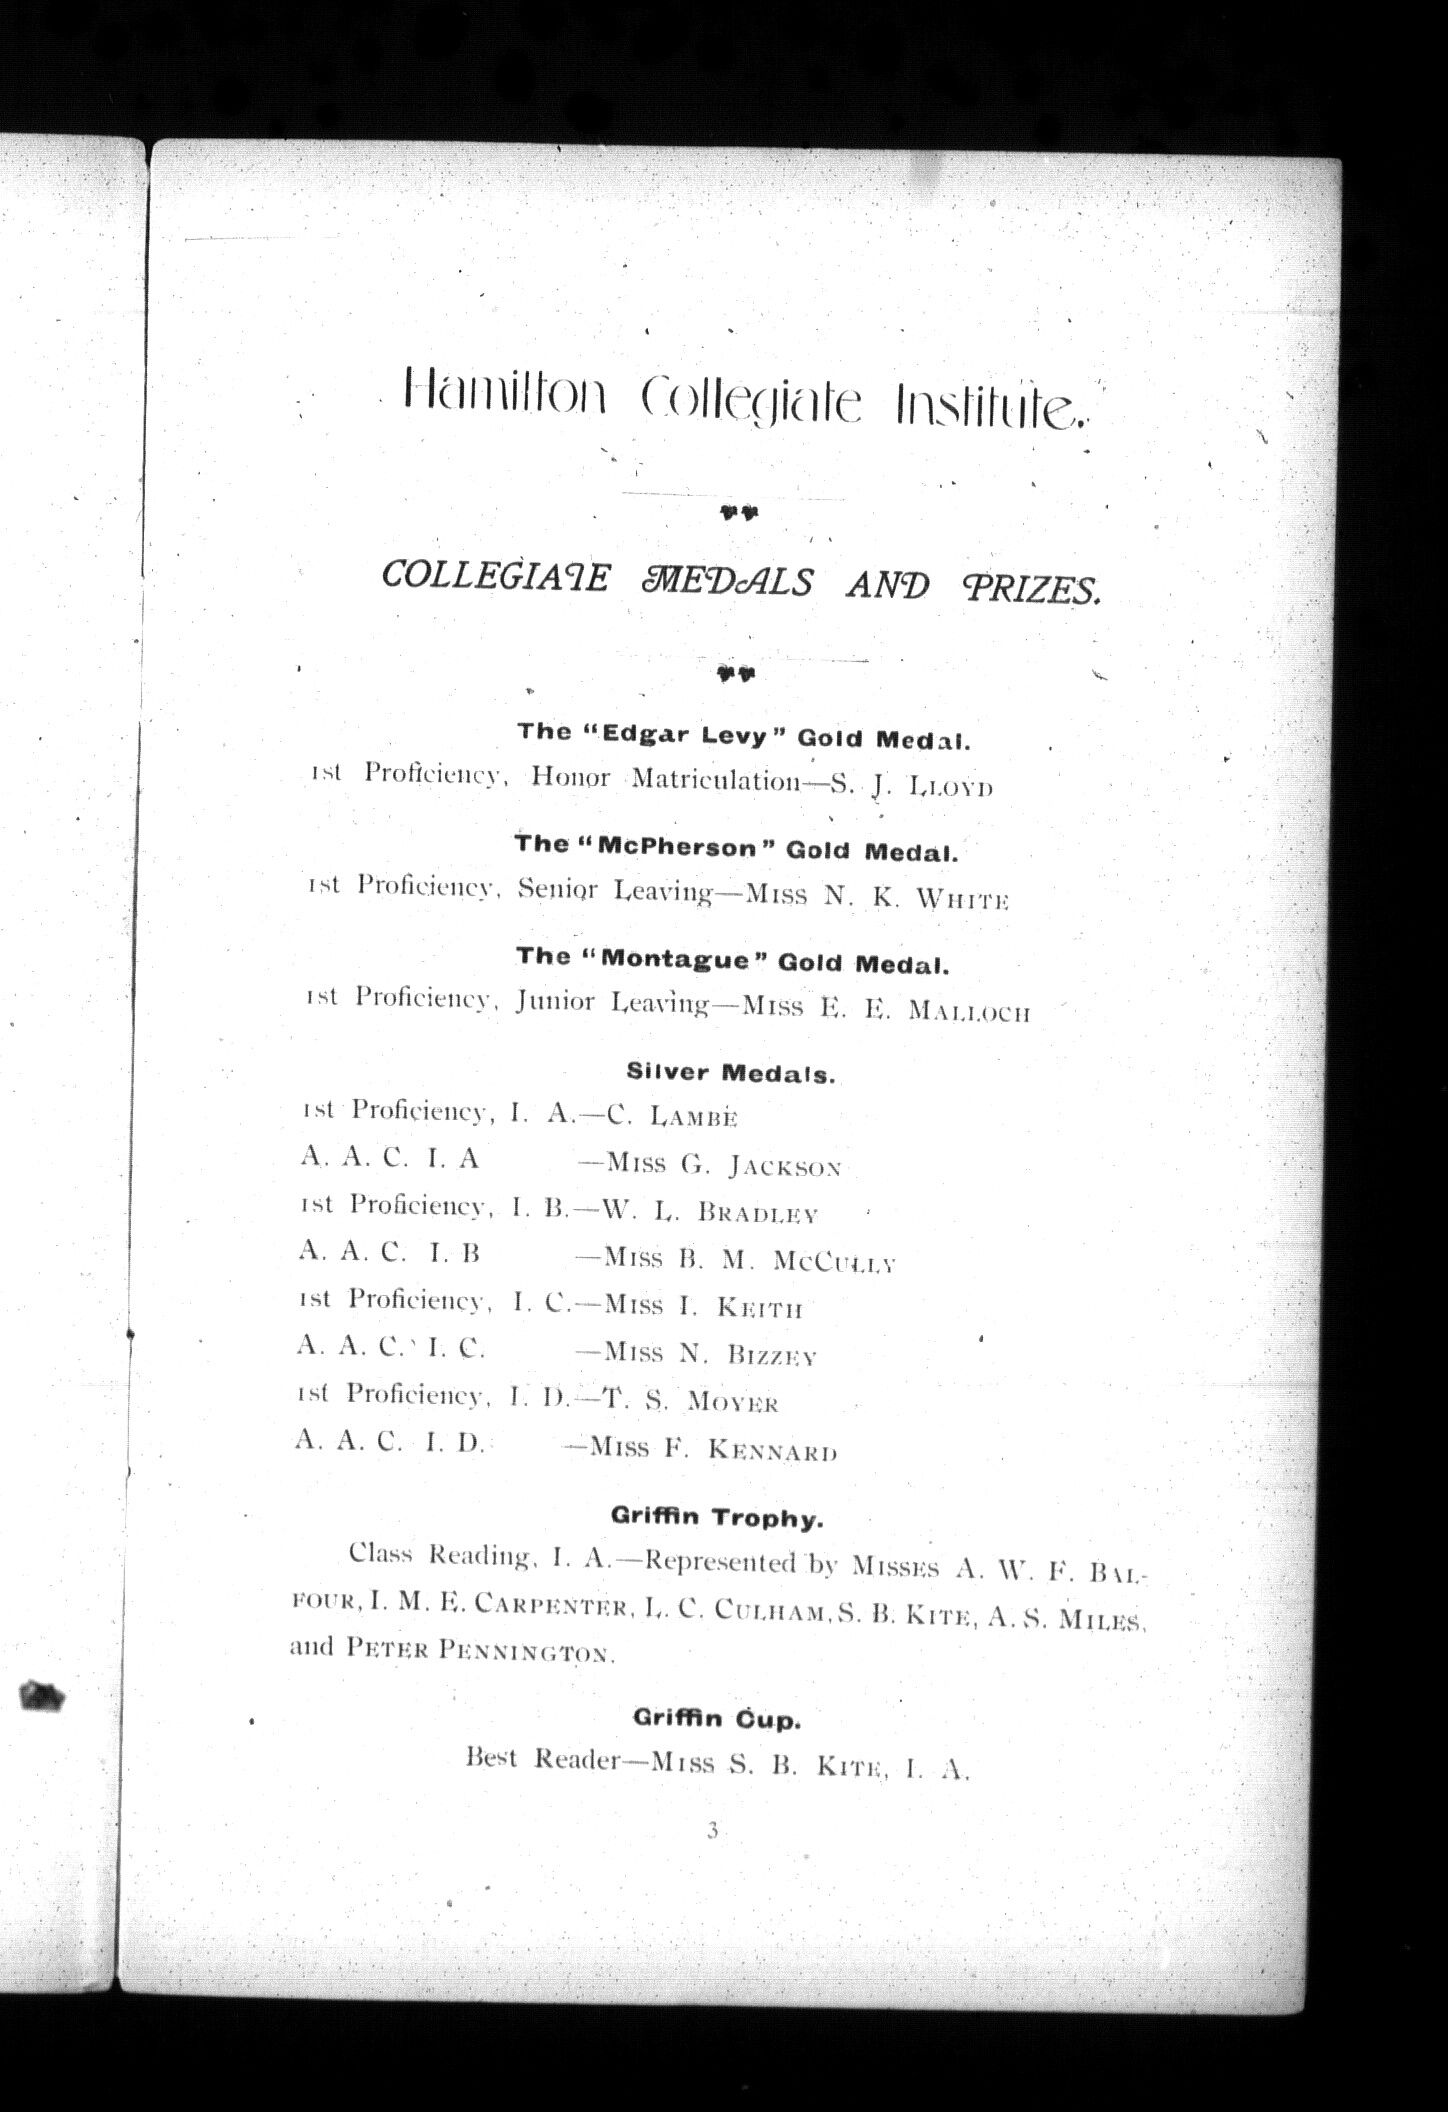 Hamilton Collegiate Institute.
COLLEGIATE MEDALS AND PRIZES.
The "Edgar Levy" Gold Medal.
1st Proficiency, Honor Matriculation—S. J. LLOYD
The "McPherson" Gold Medal.
1st Proficiency, Senior Leaving—MISS N. K. WHITE
The "Montague" Gold Medal.
1st Proficiency, Junior Leaving—MISS E. E. MALLOCH
Silver Medals.
1st Proficiency, I. A.—C. LAMBE
A. A. C. I. A —MISS G. JACKSON
1st Proficiency, I. B.—W. L. BRADLEY
A. A. C. I. B —MISS B. M. MCCULLY
1st Proficiency, I. C.—MISS I. KEITH
A. A. C. I. C. —MISS N. BIZZEY
1st Proficiency, I. D.—T. S. MOYER
A. A. C. I. D. —MISS F. KENNARD
Griffin Trophy.
Class Reading, I. A.—Represented by MISSES A. W. F. BAL-
FOUR, I. M. E. CARPENTER, L. C. CULHAM, S. B. KITE, A. S. MILES,
and PETER PENNINGTON.
Griffin Cup.
Best Reader—MISS S. B. KITE, I. A.
3